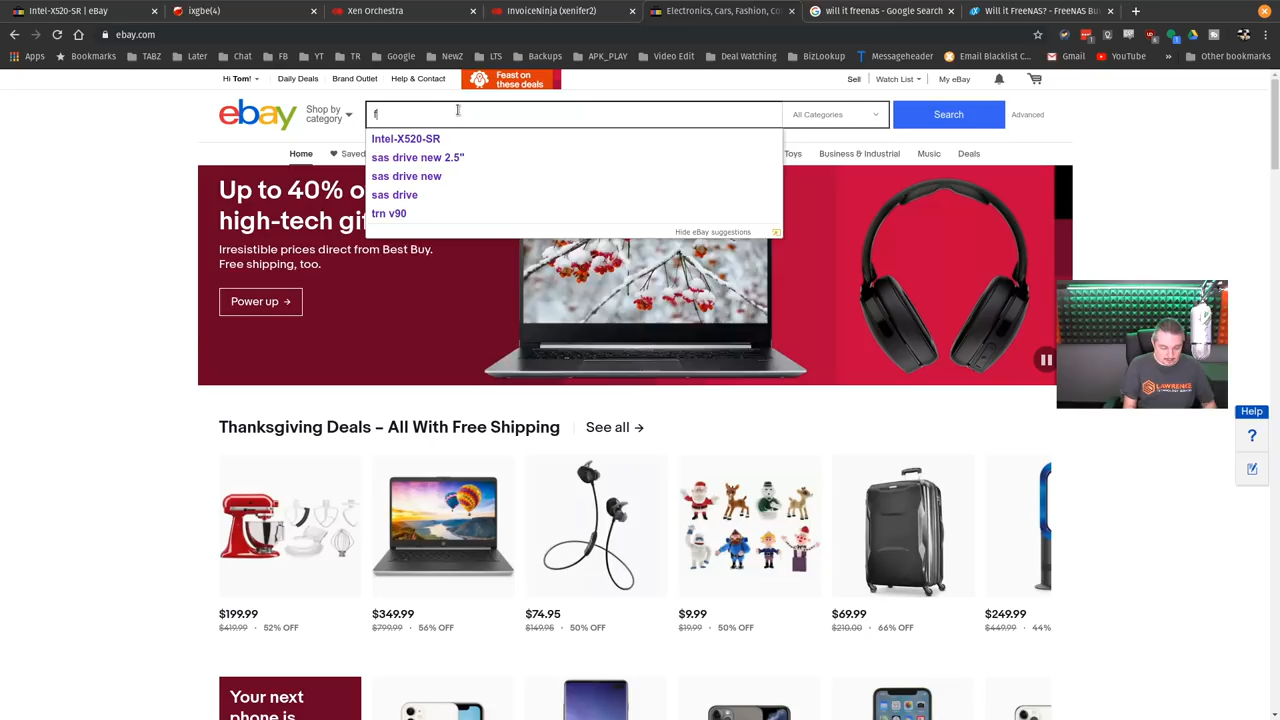 Intel-X520-SR | eBay
ixgbe(4)
Xen Orchestra
InvoiceNinja (xenifer2)
Electronics, Cars, Fashion, Co
will it freenas - Google Search
Will it FreeNAS? - FreeNAS Bu
ebay.com
Apps
Bookmarks
TABZ
Later
Chat
FB
YT
TR
Google
NewZ
LTS
Backups
APK_PLAY
Video Edit
Deal Watching
BizLookup
Messageheader
Email Blacklist C
Gmail
YouTube
»
Other bookmarks
Hi Tom!
Daily Deals
Brand Outlet
Help & Contact
Feast on
these deals
Sell
Watch List
My eBay
ebay
Shop by
category
f
All Categories
Search
Advanced
Intel-X520-SR
sas drive new 2.5"
sas drive new
sas drive
trn v90
Hide eBay suggestions
Home
Saved
Toys
Business & Industrial
Music
Deals
Up to 40% o
high-tech gif
Irresistible prices direct from Best Buy.
Free shipping, too.
Power up →
LAWRENCE
Help
?
Thanksgiving Deals – All With Free Shipping
See all →
$199.99
$419.99 · 52% OFF
$349.99
$799.99 · 56% OFF
$74.95
$149.95 · 50% OFF
$9.99
$19.99 · 50% OFF
$69.99
$210.00 · 66% OFF
$249.99
$449.99 · 44%
Your next
phone is